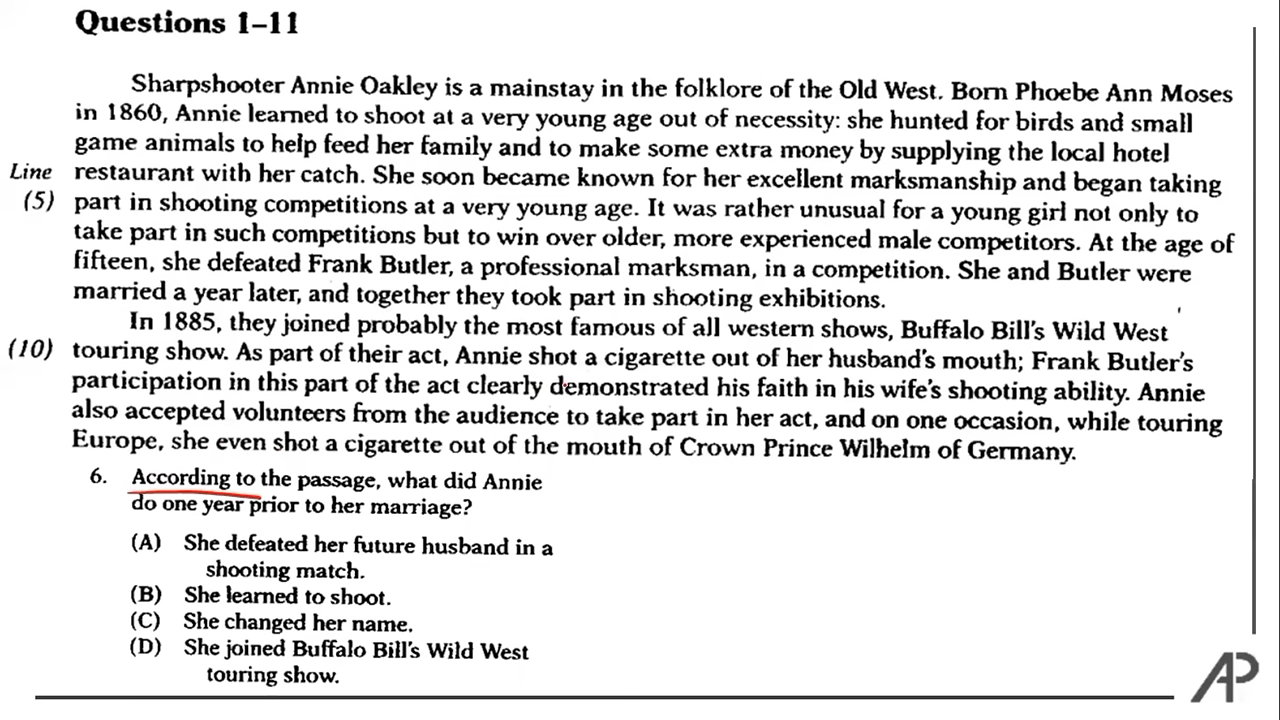 Questions 1–11
Sharpshooter Annie Oakley is a mainstay in the folklore of the Old West. Born Phoebe Ann Moses
in 1860, Annie learned to shoot at a very young age out of necessity: she hunted for birds and small
game animals to help feed her family and to make some extra money by supplying the local hotel
Line restaurant with her catch. She soon became known for her excellent marksmanship and began taking
(5) part in shooting competitions at a very young age. It was rather unusual for a young girl not only to
take part in such competitions but to win over older, more experienced male competitors. At the age of
fifteen, she defeated Frank Butler, a professional marksman, in a competition. She and Butler were
married a year later, and together they took part in shooting exhibitions.
In 1885, they joined probably the most famous of all western shows, Buffalo Bill's Wild West
(10) touring show. As part of their act, Annie shot a cigarette out of her husband's mouth; Frank Butler's
participation in this part of the act clearly demonstrated his faith in his wife's shooting ability. Annie
also accepted volunteers from the audience to take part in her act, and on one occasion, while touring
Europe, she even shot a cigarette out of the mouth of Crown Prince Wilhelm of Germany.
6. According to the passage, what did Annie
do one year prior to her marriage?
(A) She defeated her future husband in a
shooting match.
(B) She learned to shoot.
(C) She changed her name.
(D) She joined Buffalo Bill's Wild West
touring show.
AP